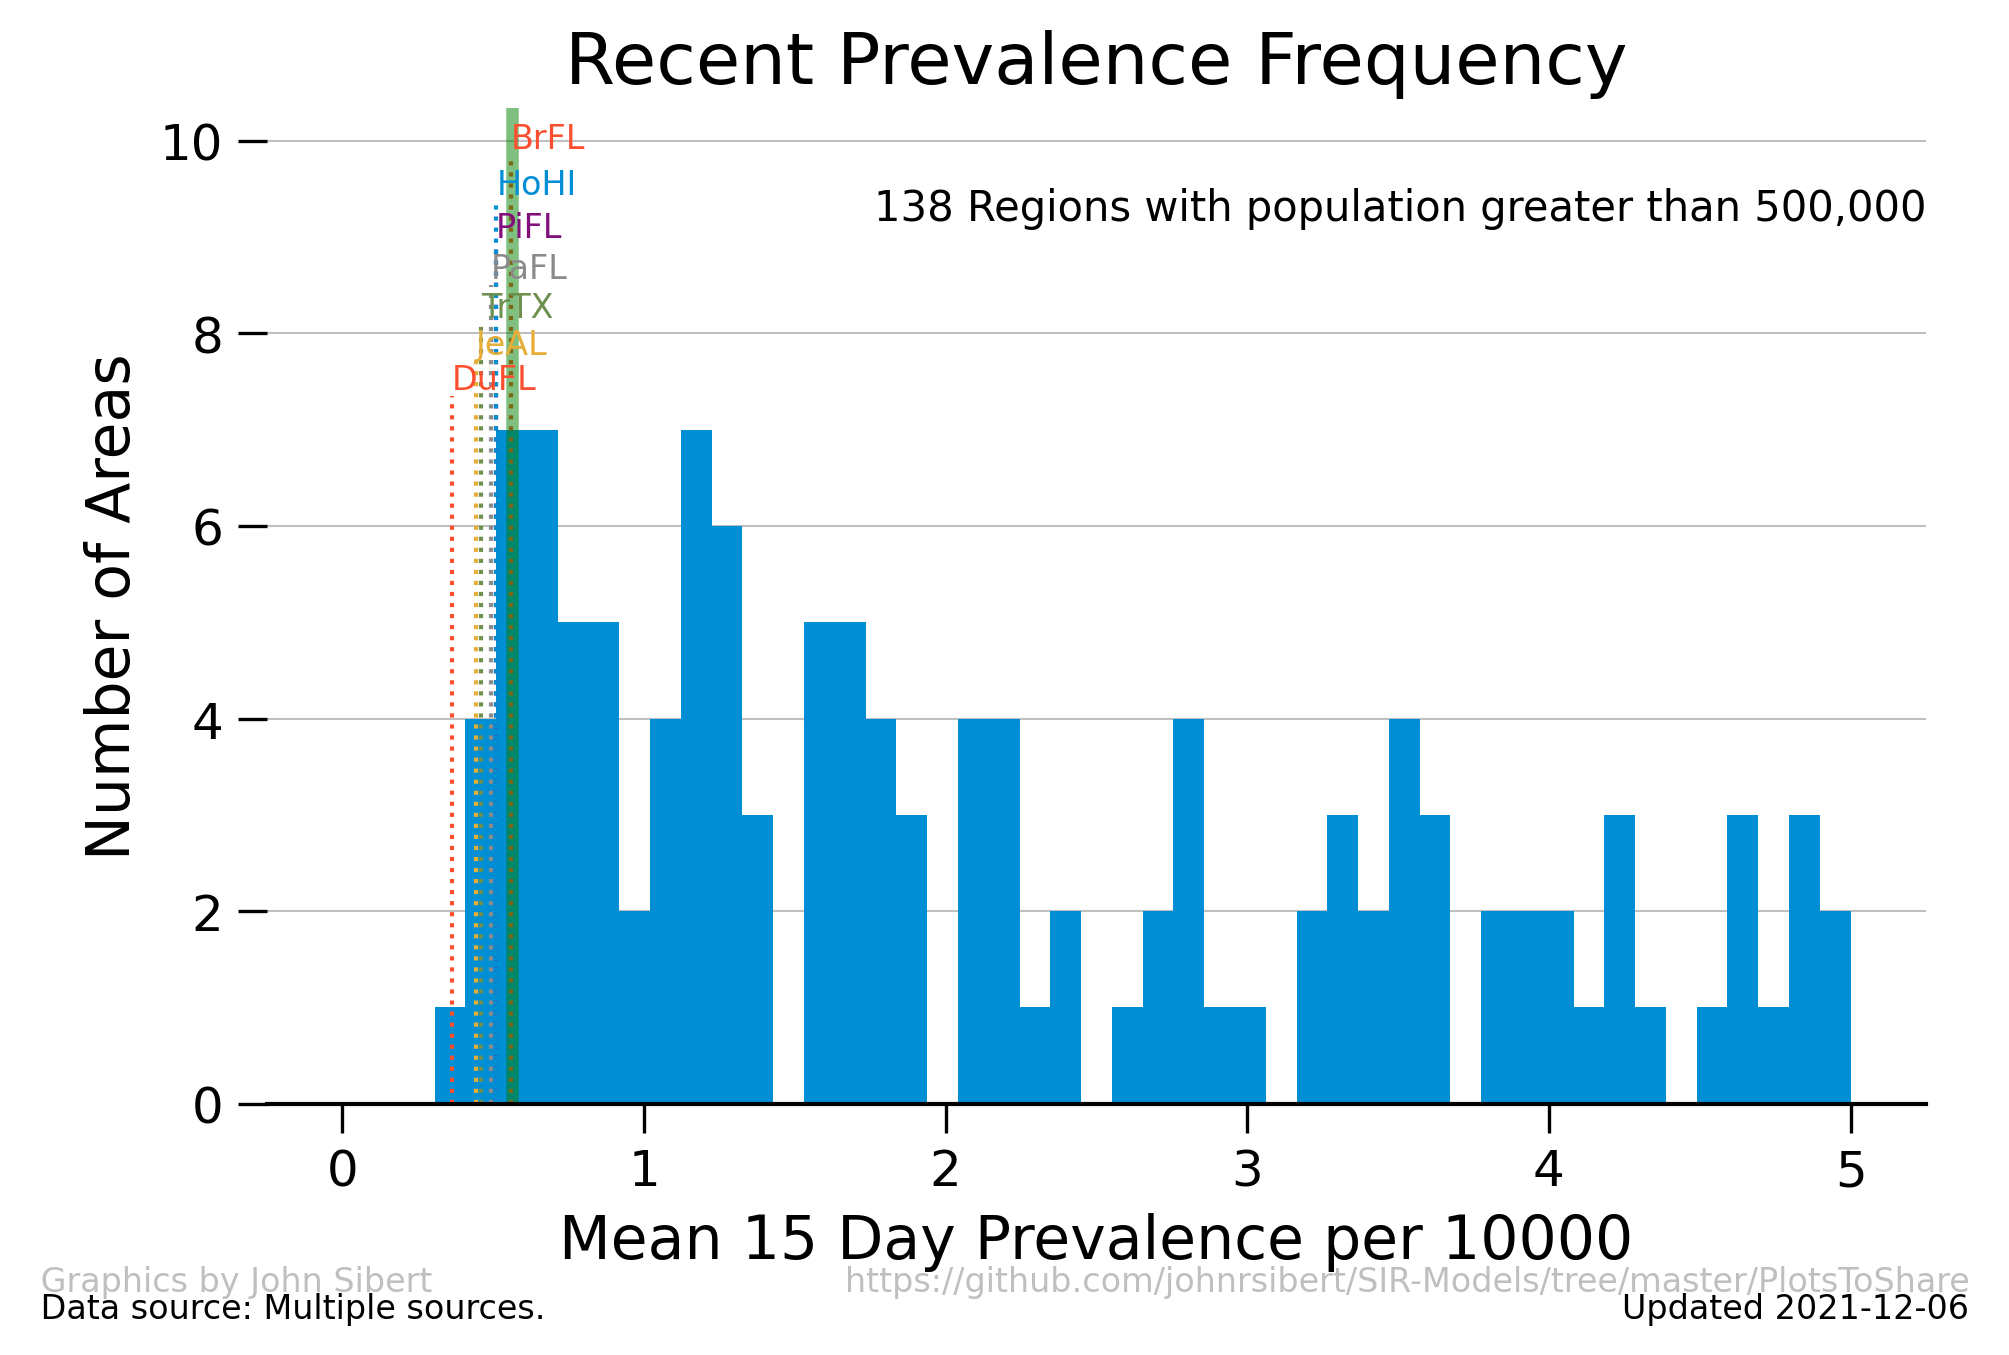 Recent Prevalence Frequency
10
BrFL
HoHI
138 Regions with population greater than 500,000
PiFL
PaFL
TrTX
8
JeAL
DuFL
6
4
2
0
Number of Areas
0 1 2 3 4 5
Mean 15 Day Prevalence per 10000
Graphics by John Sibert
https://github.com/johnrsibert/SIR-Models/tree/master/PlotsToShare
Data source: Multiple sources.
Updated 2021-12-06